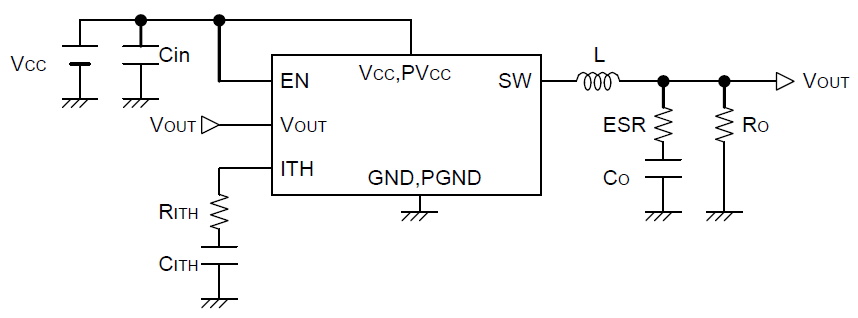 VCC
Cin
EN
VCC,PVCC
SW
L
VOUT
VOUT
VOUT
ESR
RO
ITH
GND,PGND
CO
RITH
CITH